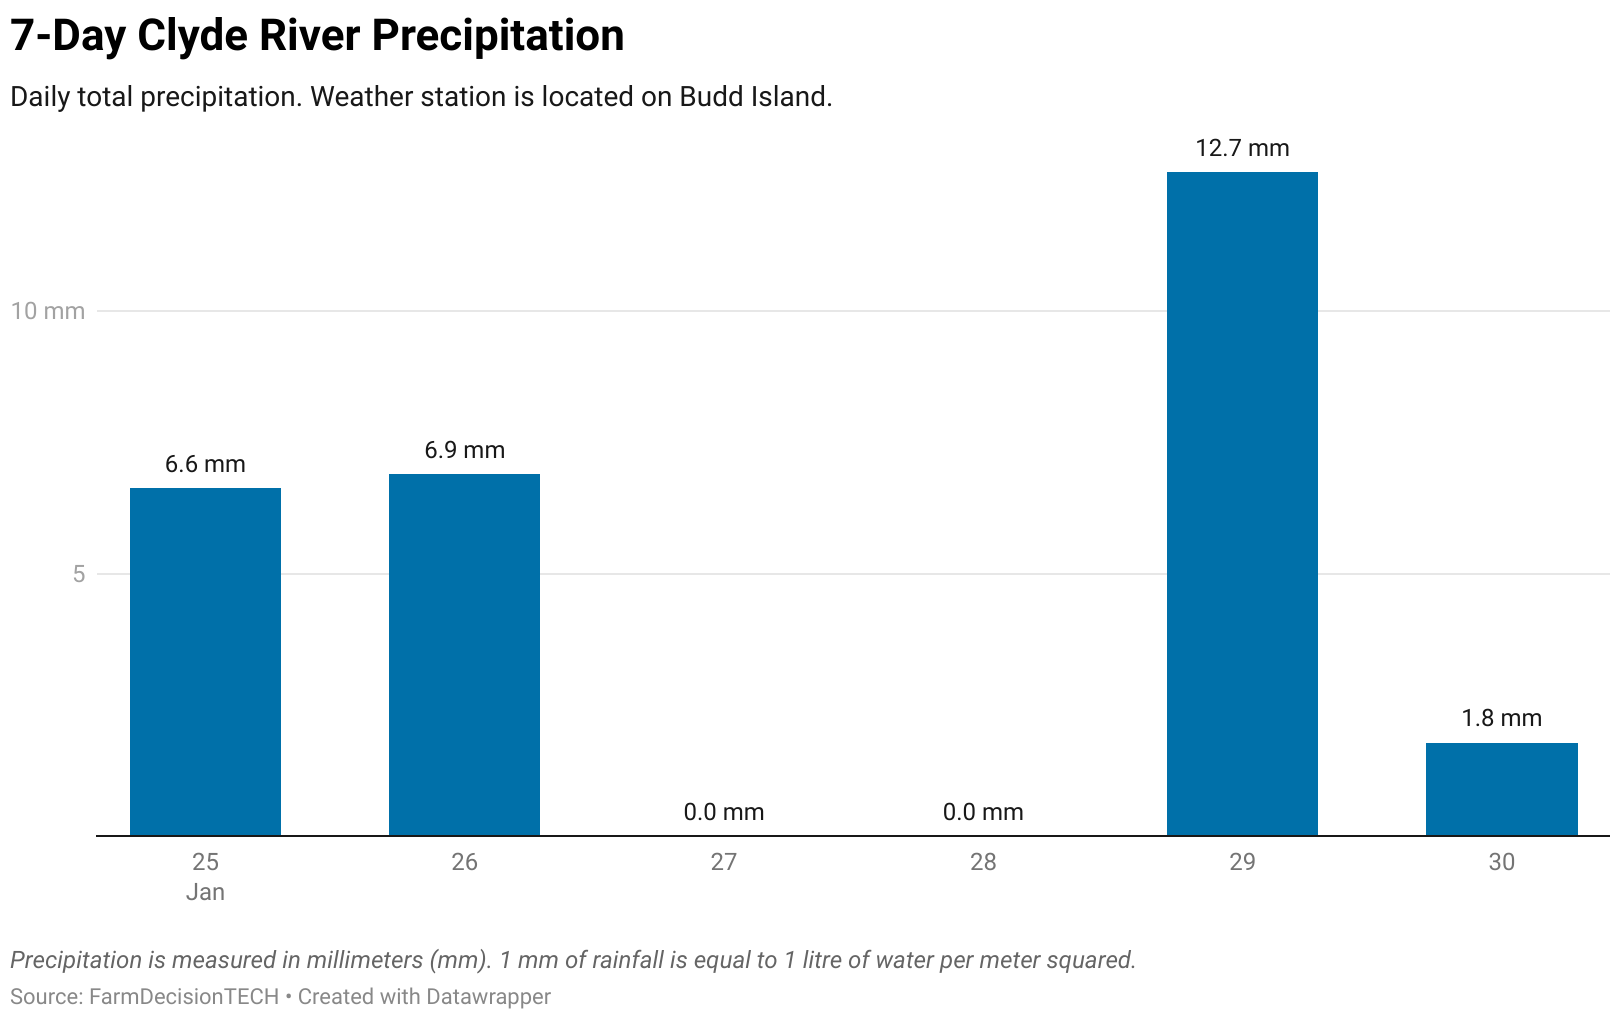 7-Day Clyde River Precipitation
Daily total precipitation. Weather station is located on Budd Island.
12.7 mm
10 mm
6.9 mm
6.6 mm
5
1.8 mm
0.0 mm
0.0 mm
25
26
27
28
29
30
Jan
Precipitation is measured in millimeters (mm). 1 mm of rainfall is equal to 1 litre of water per meter squared.
Source: FarmDecisionTECH • Created with Datawrapper